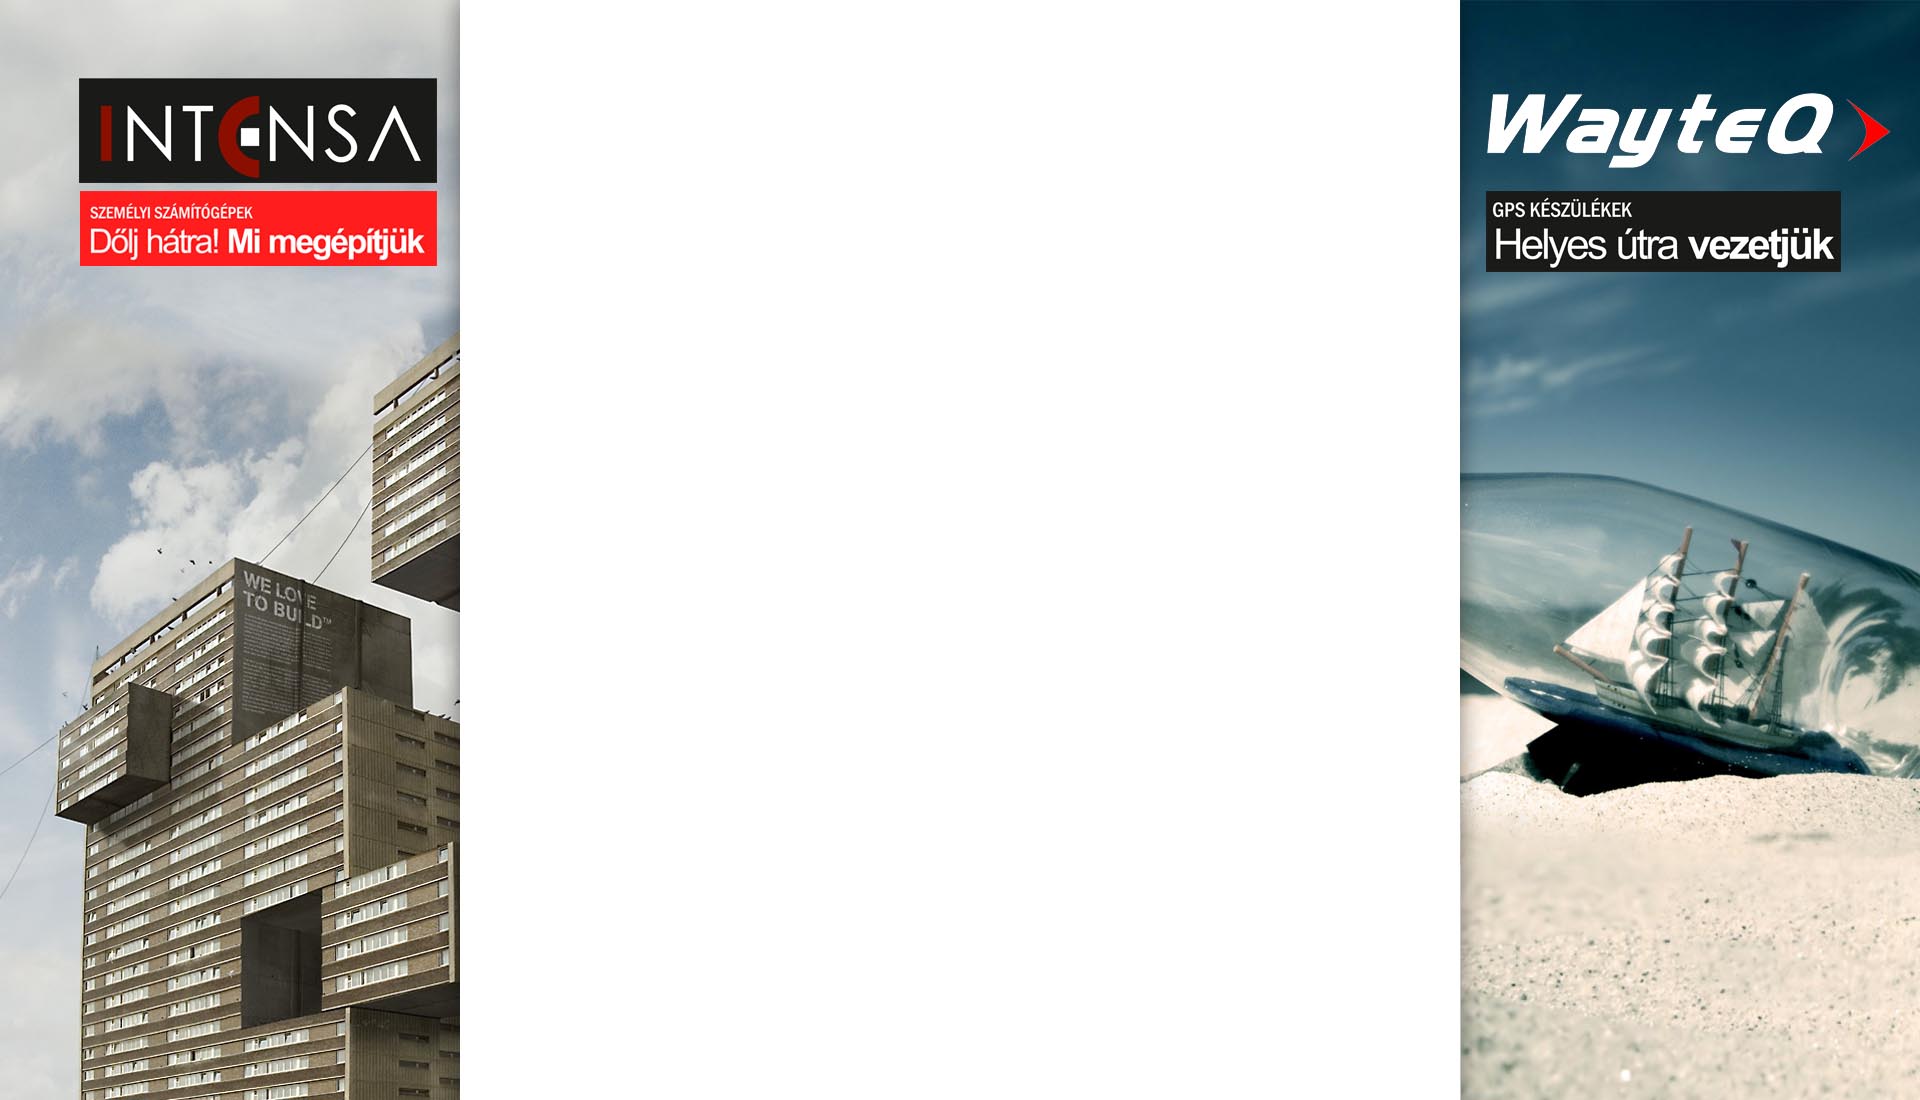 INTENSA
SZEMÉLYI SZÁMÍTÓGÉPEK
Dőlj hátra! Mi megépítjük
WE LOVE
TO BUILD™
WayteQ
GPS KÉSZÜLÉKEK
Helyes útra vezetjük